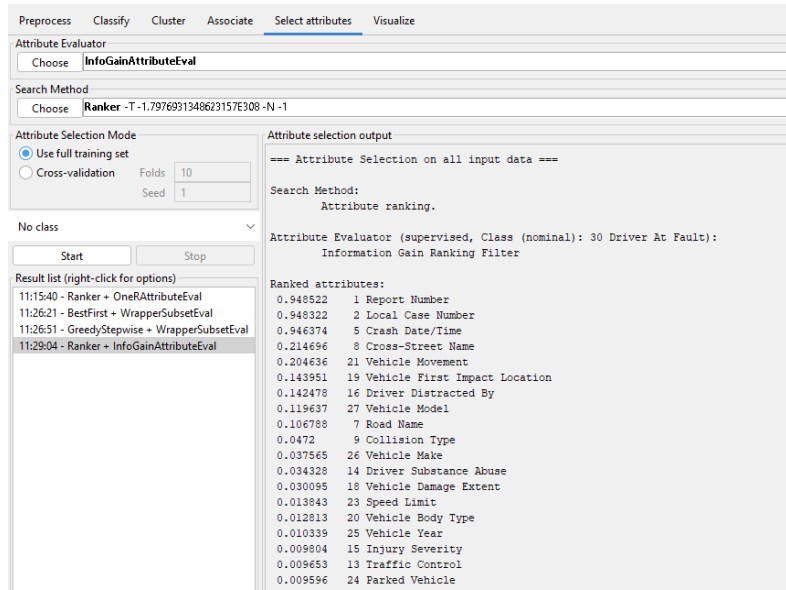 Preprocess Classify Cluster Associate Select attributes Visualize
Attribute Evaluator
Choose InfoGainAttributeEval
Search Method
Choose Ranker -T -1.7976931348623157E308 -N -1
Attribute Selection Mode
Use full training set
Cross-validation Folds 10
Seed 1
No class
Start Stop
Result list (right-click for options)
11:15:40 - Ranker + OneRAttributeEval
11:26:21 - BestFirst + WrapperSubsetEval
11:26:51 - GreedyStepwise + WrapperSubsetEval
11:29:04 - Ranker + InfoGainAttributeEval
Attribute selection output
=== Attribute Selection on all input data ===
Search Method:
Attribute ranking.
Attribute Evaluator (supervised, Class (nominal): 30 Driver At Fault):
Information Gain Ranking Filter
Ranked attributes:
0.948522 1 Report Number
0.948322 2 Local Case Number
0.946374 5 Crash Date/Time
0.214696 8 Cross-Street Name
0.204636 21 Vehicle Movement
0.143951 19 Vehicle First Impact Location
0.142478 16 Driver Distracted By
0.119637 27 Vehicle Model
0.106788 7 Road Name
0.0472 9 Collision Type
0.037565 26 Vehicle Make
0.034328 14 Driver Substance Abuse
0.030095 18 Vehicle Damage Extent
0.013843 23 Speed Limit
0.012813 20 Vehicle Body Type
0.010339 25 Vehicle Year
0.009804 15 Injury Severity
0.009653 13 Traffic Control
0.009596 24 Parked Vehicle